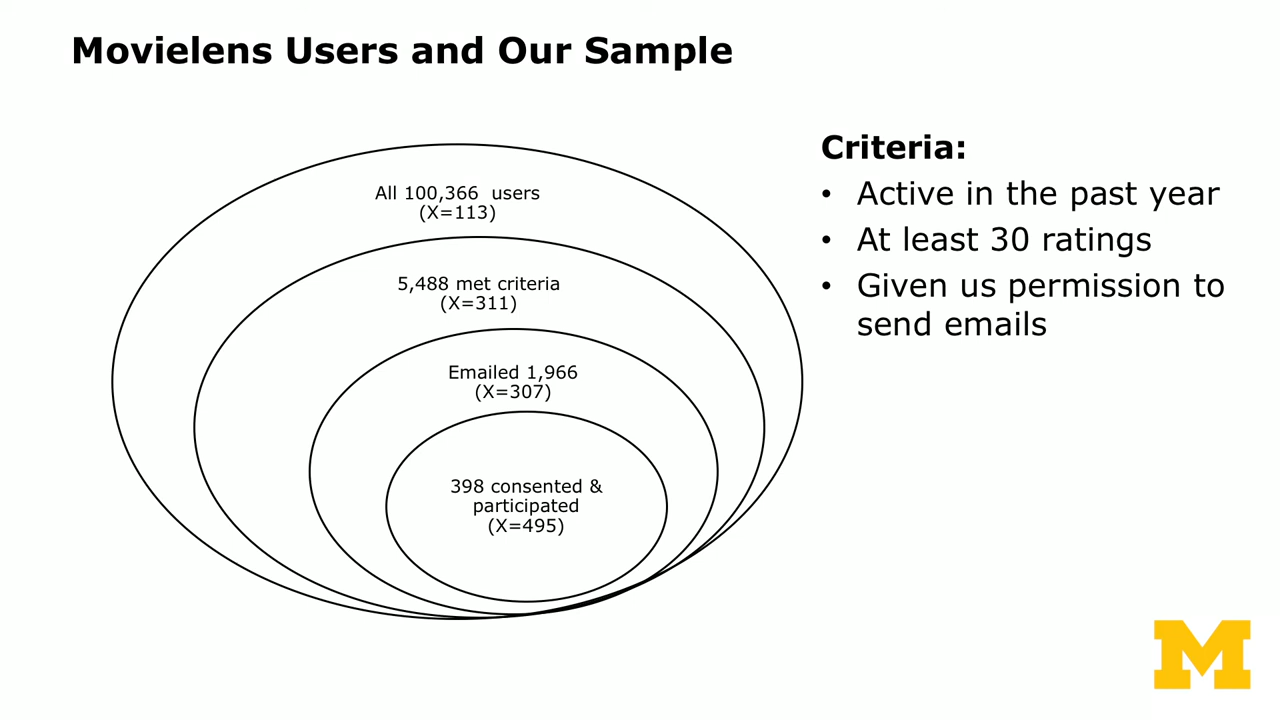 Movielens Users and Our Sample
All 100,366 users
(X=113)
5,488 met criteria
(X=311)
Emailed 1,966
(X=307)
398 consented &
participated
(X=495)
Criteria:
• Active in the past year
• At least 30 ratings
• Given us permission to
send emails
M